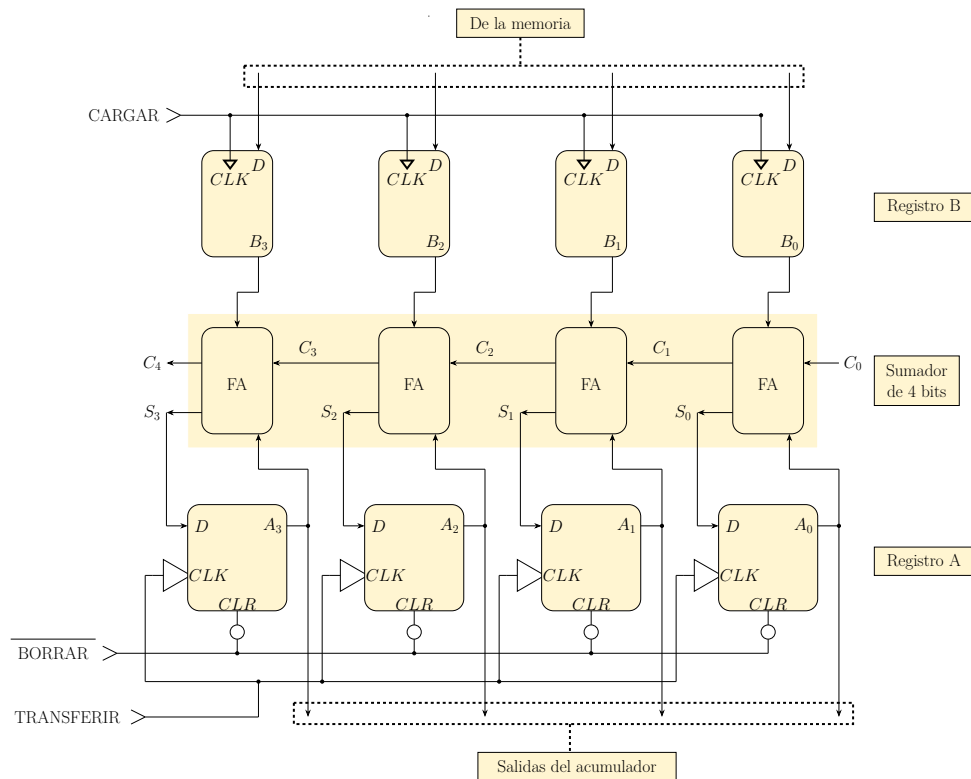 De la memoria
CARGAR
D
CLK
B3
D
CLK
B2
D
CLK
B1
D
CLK
B0
Registro B
C4
FA
C3
FA
C2
FA
C1
FA
C0
Sumador
de 4 bits
S3
S2
S1
S0
D
A3
CLK
CLR
D
A2
CLK
CLR
D
A1
CLK
CLR
D
A0
CLK
CLR
Registro A
BORRAR
TRANSFERIR
Salidas del acumulador